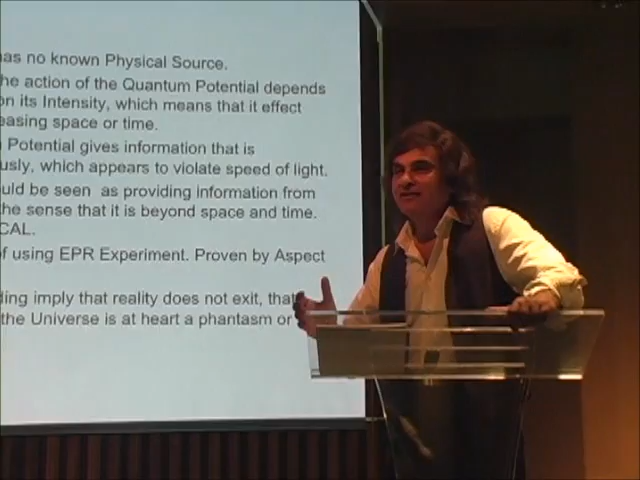 has no known Physical Source.
he action of the Quantum Potential depends
on its Intensity, which means that it effect
easing space or time.
Potential gives information that is
usly, which appears to violate speed of light.
uld be seen as providing information from
he sense that it is beyond space and time.
CAL.
f using EPR Experiment. Proven by Aspect
ding imply that reality does not exit, that
the Universe is at heart a phantasm or